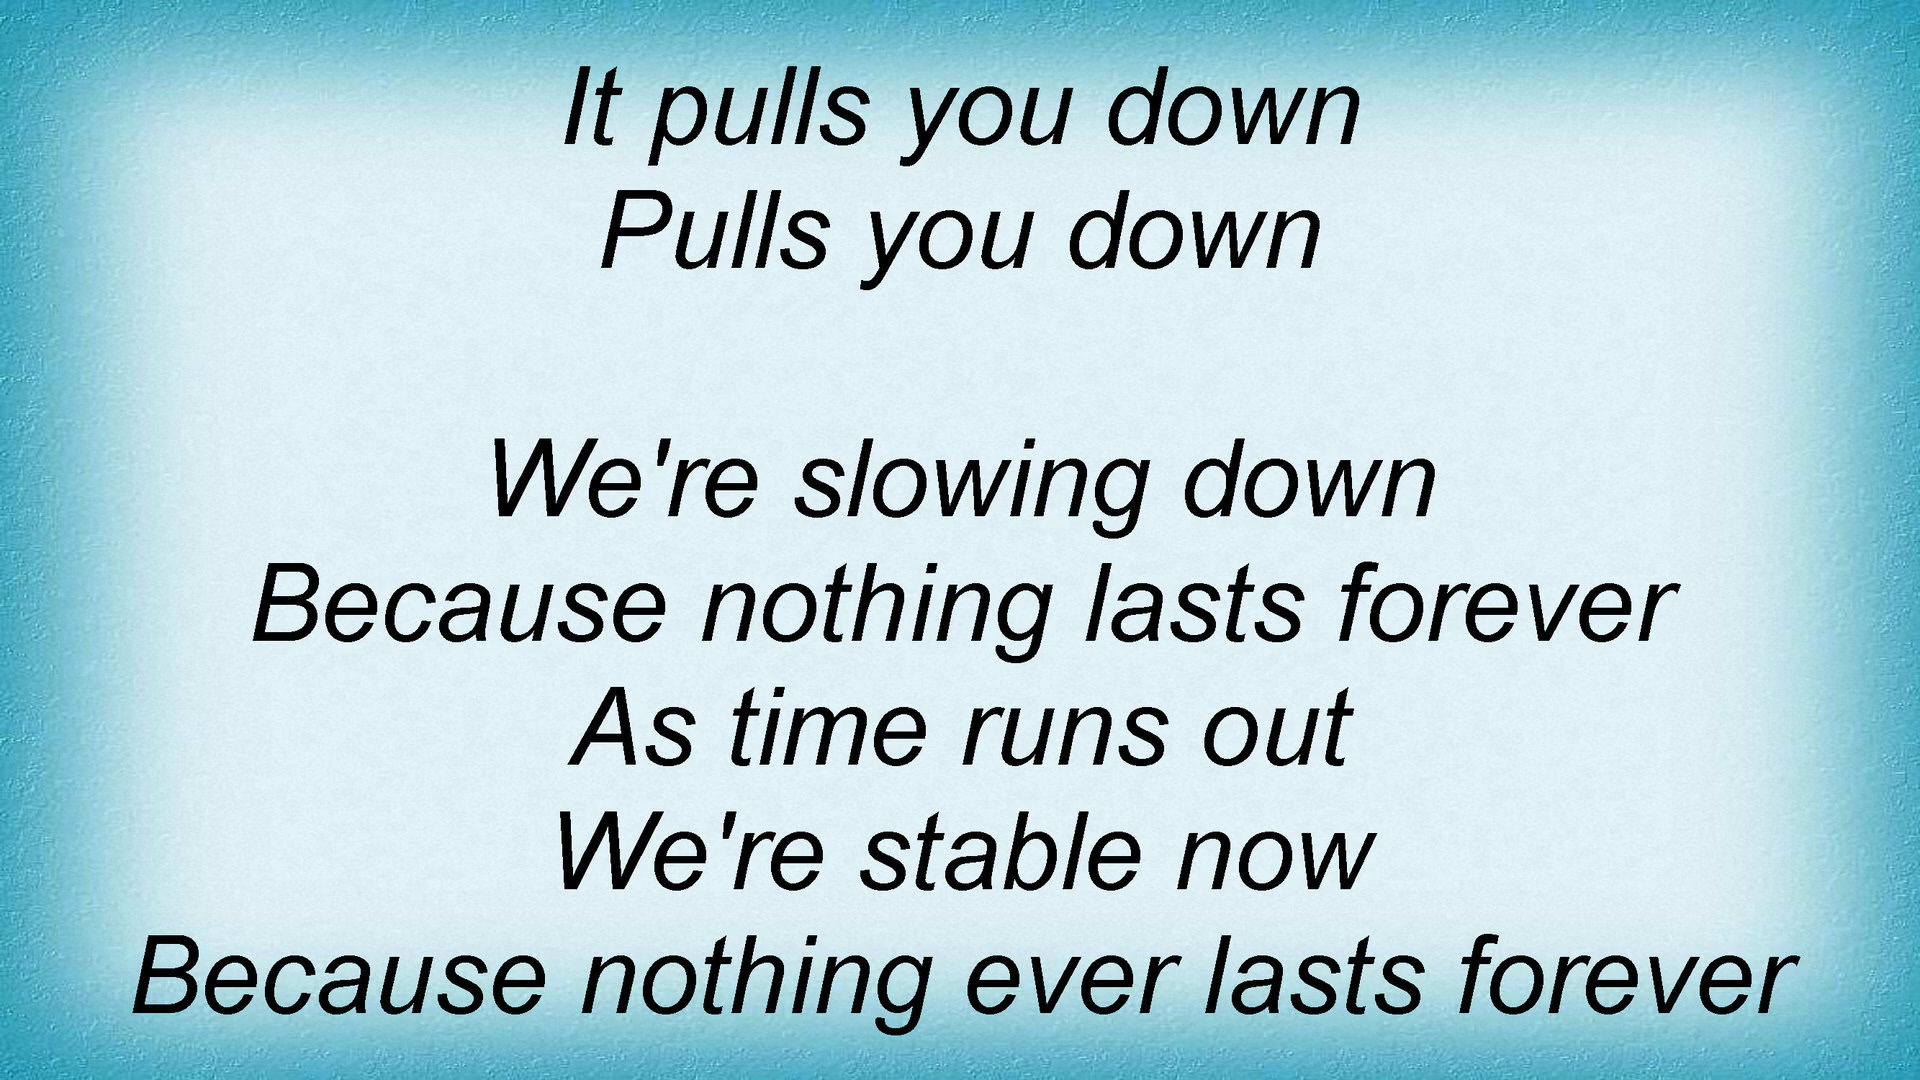 It pulls you down
Pulls you down
We're slowing down
Because nothing lasts forever
As time runs out
We're stable now
Because nothing ever lasts forever